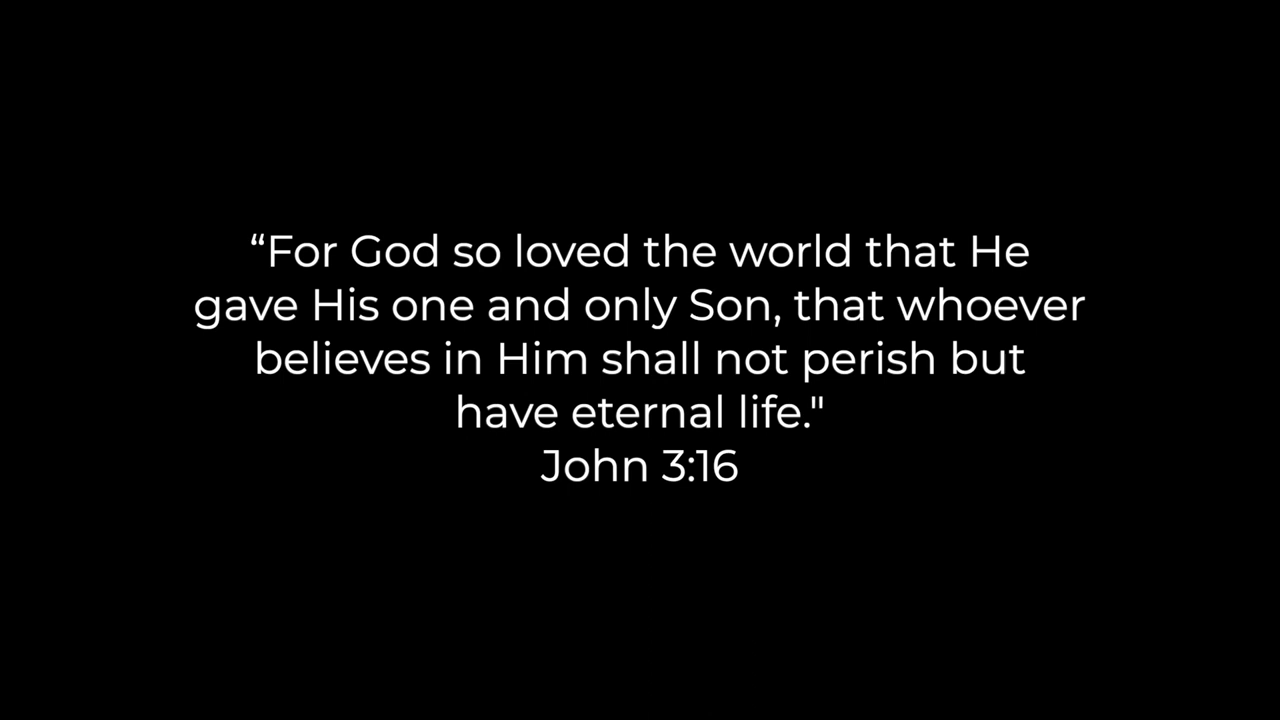 “For God so loved the world that He
gave His one and only Son, that whoever
believes in Him shall not perish but
have eternal life."
John 3:16